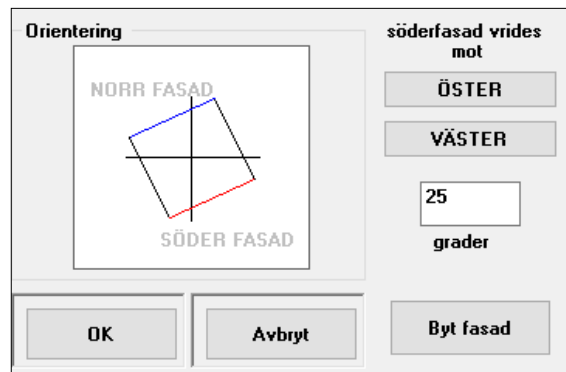 Orientering
NORR FASAD
SÖDER FASAD
söderfasad vrides
mot
ÖSTER
VÄSTER
25
grader
OK
Avbryt
Byt fasad